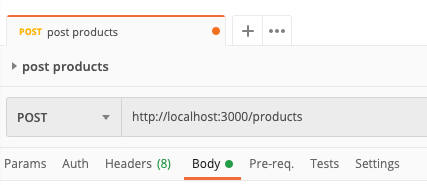 POST post products
post products
POST http://localhost:3000/products
Params Auth Headers (8) Body Pre-req. Tests Settings